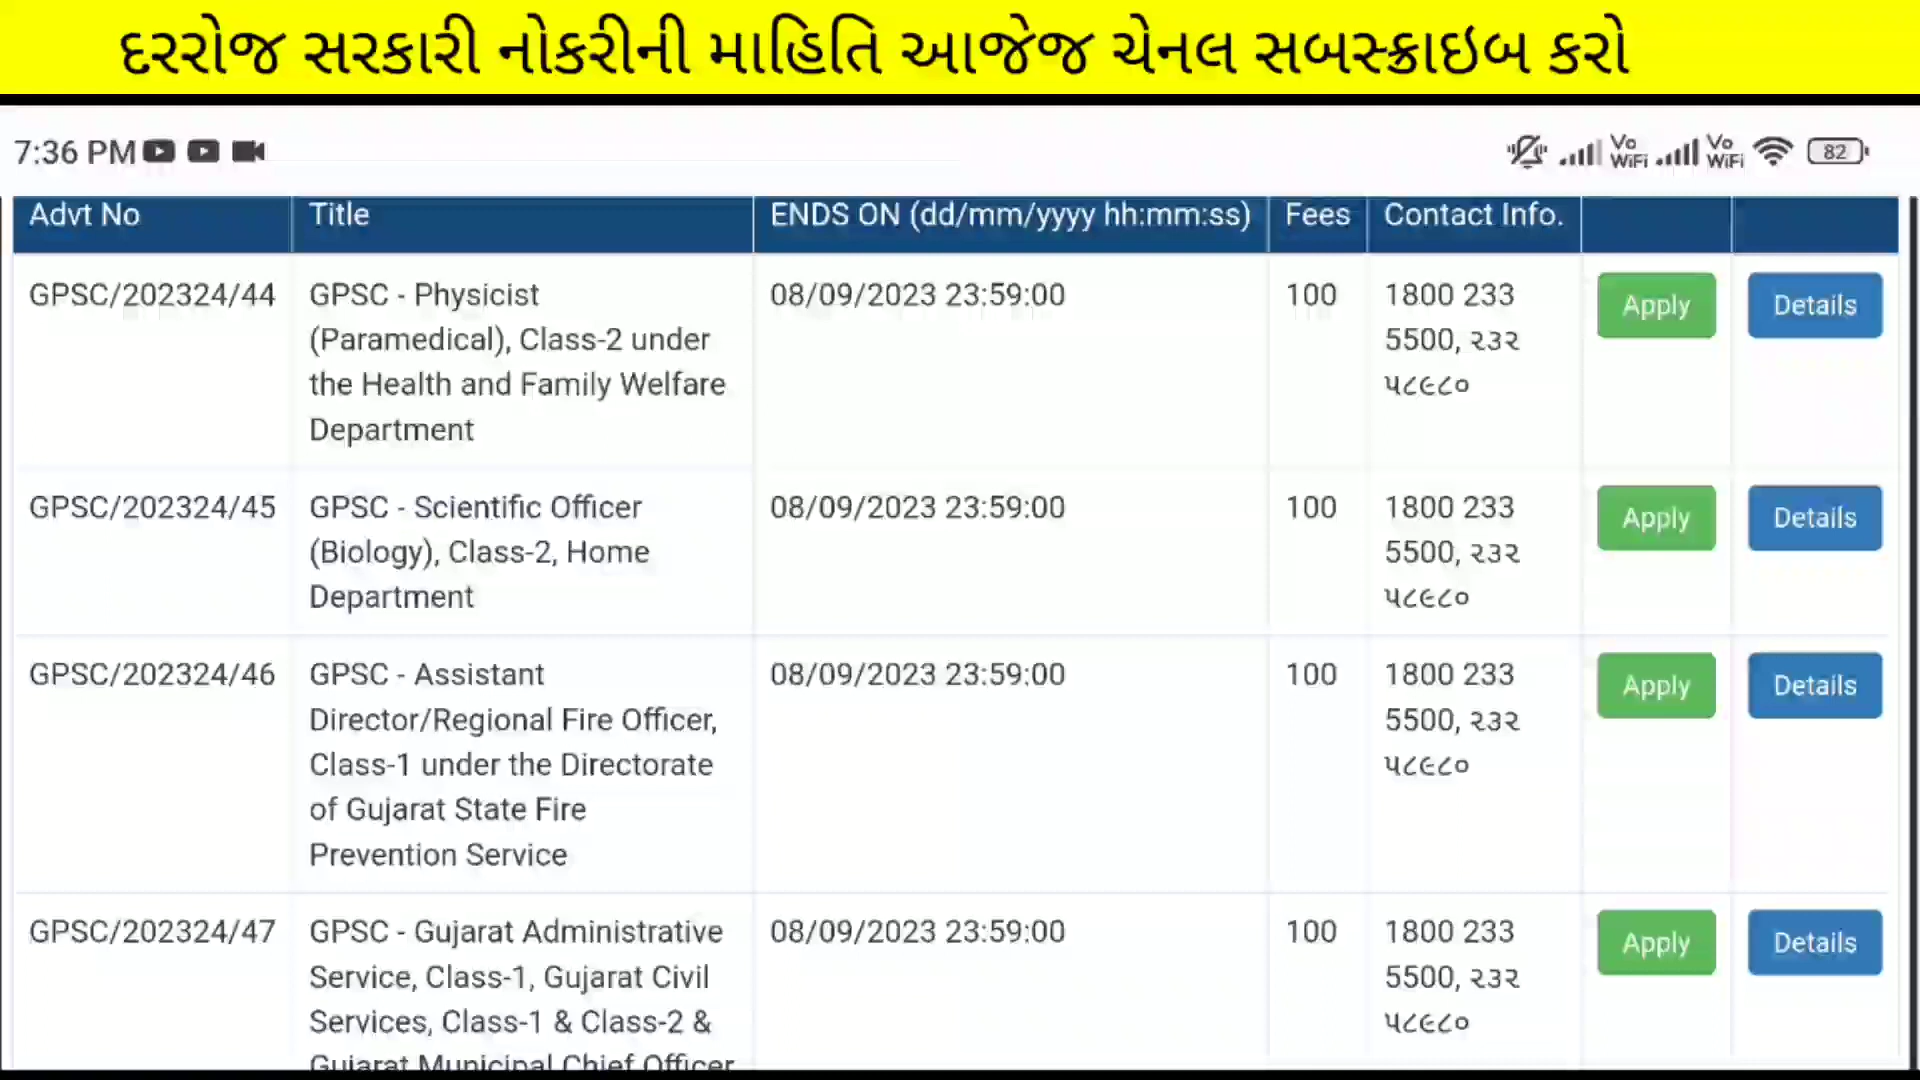 દરરોજ સરકારી નોકરીની માહિતિ આજેજ ચેનલ સબસ્ક્રાઇબ કરો
7:36 PM Vo WiFi Vo WiFi 82
Advt No Title ENDS ON (dd/mm/yyyy hh:mm:ss) Fees Contact Info.
GPSC/202324/44 GPSC - Physicist 08/09/2023 23:59:00 100 1800 233 Apply Details
(Paramedical), Class-2 under 5500, ૨૩૨
the Health and Family Welfare ૫૮૯૮૦
Department
GPSC/202324/45 GPSC - Scientific Officer 08/09/2023 23:59:00 100 1800 233 Apply Details
(Biology), Class-2, Home 5500, ૨૩૨
Department ૫૮૯૮૦
GPSC/202324/46 GPSC - Assistant 08/09/2023 23:59:00 100 1800 233 Apply Details
Director/Regional Fire Officer, 5500, ૨૩૨
Class-1 under the Directorate ૫૮૯૮૦
of Gujarat State Fire
Prevention Service
GPSC/202324/47 GPSC - Gujarat Administrative 08/09/2023 23:59:00 100 1800 233 Apply Details
Service, Class-1, Gujarat Civil 5500, ૨૩૨
Services, Class-1 & Class-2 & ૫૮૯૮૦
Gujarat Municipal Chief Officer